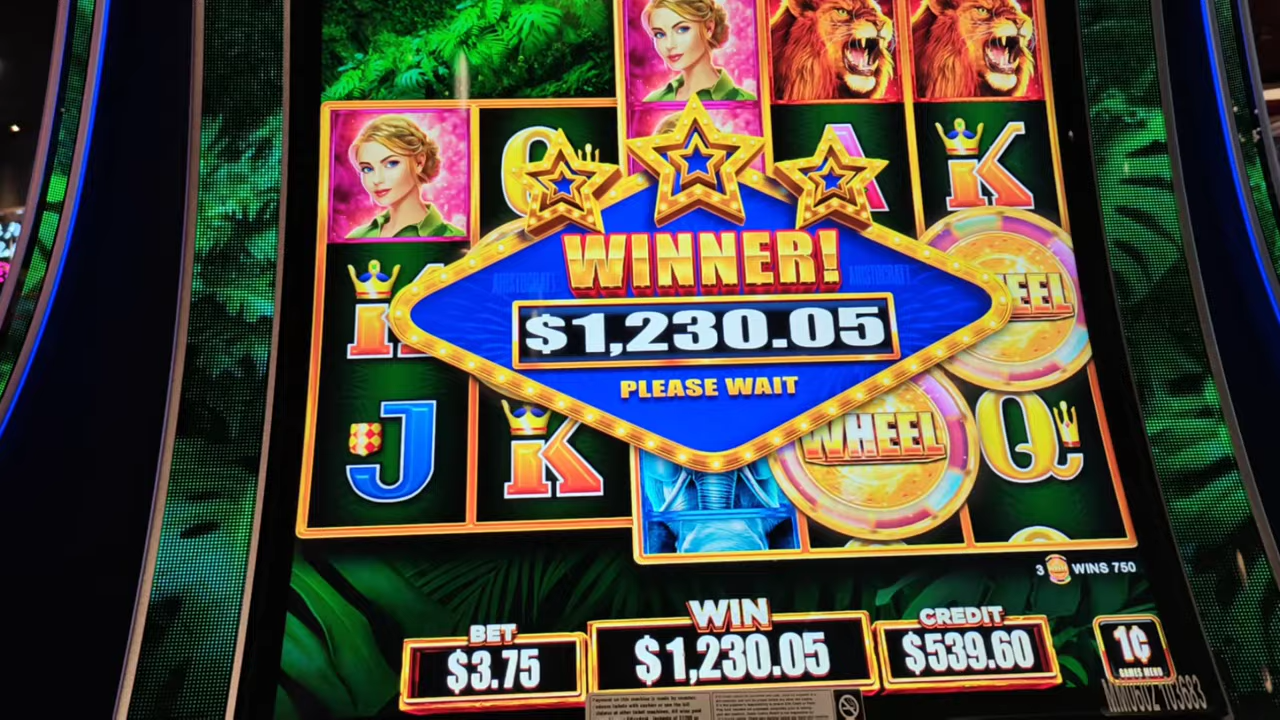 WINNER!
$1,230.05
PLEASE WAIT
WHEEL
J
K
Q
A
K
3 WINS 750
BET
WIN
CREDIT
$3.75
$1,230.05
$539.60
1¢
GAMES MENU